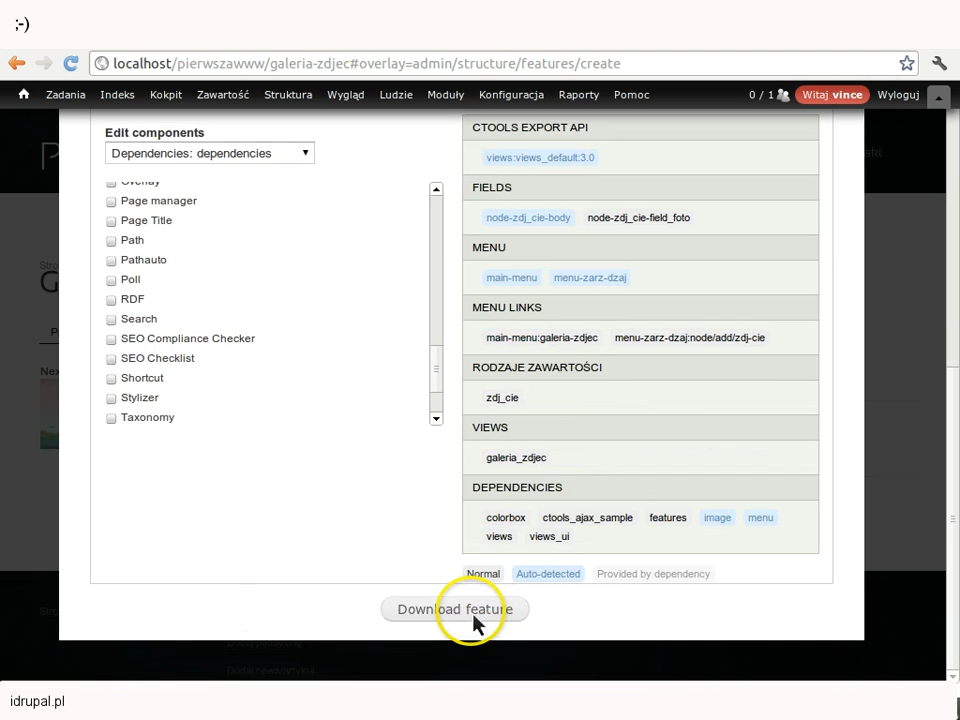 ;-)
localhost/pierwszawww/galeria-zdjec#overlay=admin/structure/features/create
Zadania Indeks Kokpit Zawartość Struktura Wygląd Ludzie Moduły Konfiguracja Raporty Pomoc 0 / 1 Witaj vince Wyloguj
Edit components
Dependencies: dependencies
Overlay
Page manager
Page Title
Path
Pathauto
Poll
RDF
Search
SEO Compliance Checker
SEO Checklist
Shortcut
Stylizer
Taxonomy
CTOOLS EXPORT API
views:views_default:3.0
FIELDS
node-zdj_cie-body node-zdj_cie-field_foto
MENU
main-menu menu-zarz-dzaj
MENU LINKS
main-menu:galeria-zdjec menu-zarz-dzaj:node/add/zdj-cie
RODZAJE ZAWARTOŚCI
zdj_cie
VIEWS
galeria_zdjec
DEPENDENCIES
colorbox ctools_ajax_sample features image menu
views views_ui
Normal Auto-detected Provided by dependency
Download feature
idrupal.pl